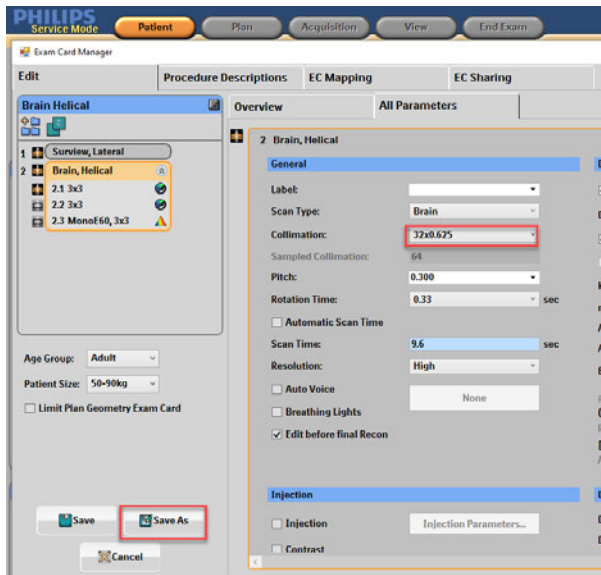 PHILIPS
Service Mode
Patient
Plan
Acquisition
View
End Exam
Exam Card Manager
Edit
Procedure Descriptions
EC Mapping
EC Sharing
Brain Helical
1 Surview, Lateral
2 Brain, Helical
2.1 3x3
2.2 3x3
2.3 MonoE60, 3x3
Age Group: Adult
Patient Size: 50-90kg
Limit Plan Geometry Exam Card
Save
Save As
Cancel
Overview
All Parameters
2 Brain, Helical
General
Label:
Scan Type: Brain
Collimation: 32x0.625
Sampled Collimation: 64
Pitch: 0.300
Rotation Time: 0.33 sec
Automatic Scan Time
Scan Time: 9.6 sec
Resolution: High
Auto Voice
None
Breathing Lights
Edit before final Recon
Injection
Injection
Injection Parameters...
Contrast